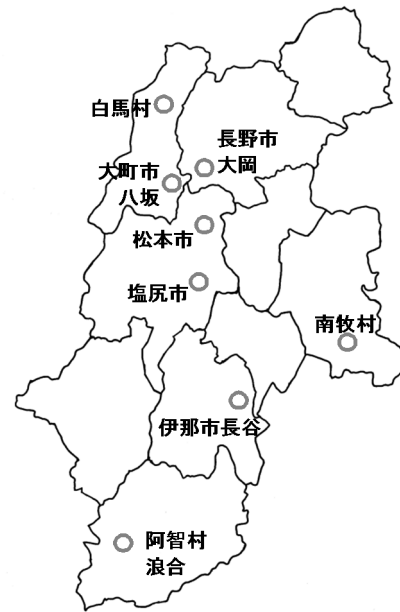 白馬村
長野市
大岡
大町市
八坂
松本市
塩尻市
南牧村
伊那市長谷
阿智村
浪合